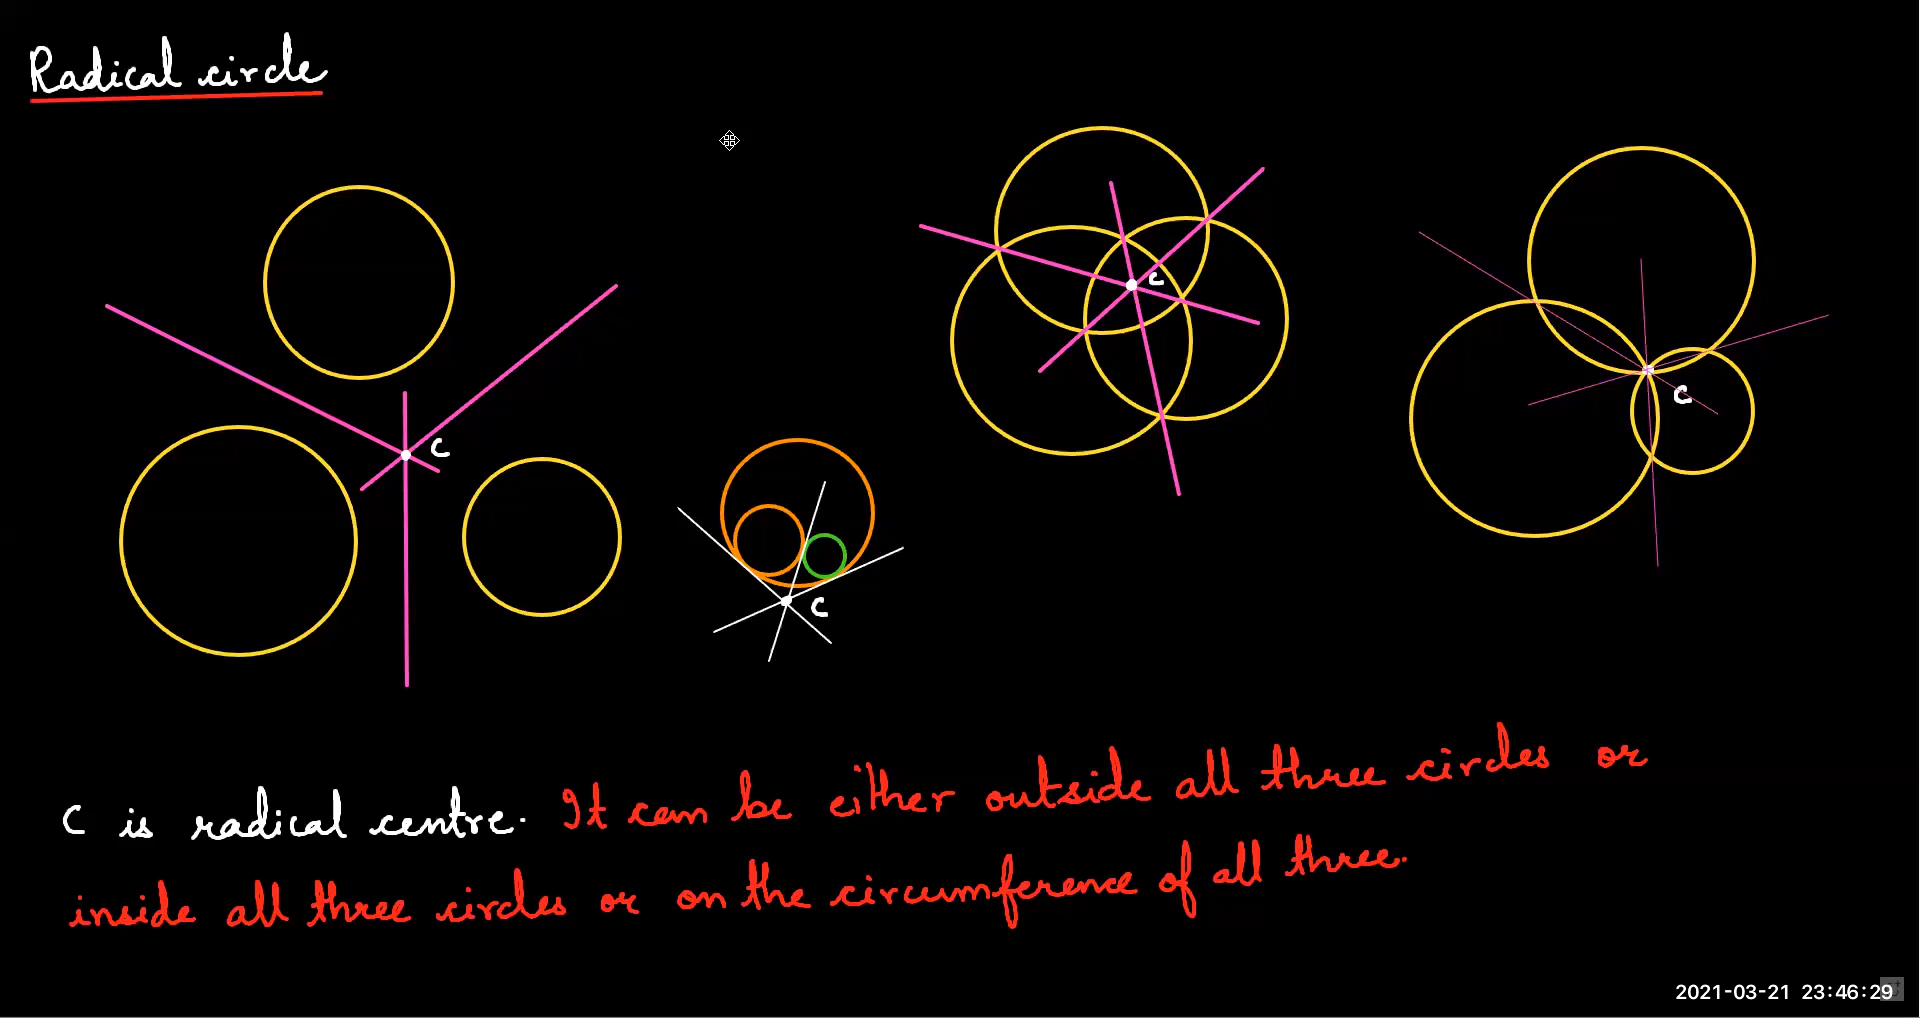 Radical circle
C
C
C
C
C is radical centre. It can be either outside all three circles or
inside all three circles or on the circumference of all three.
2021-03-21 23:46:29